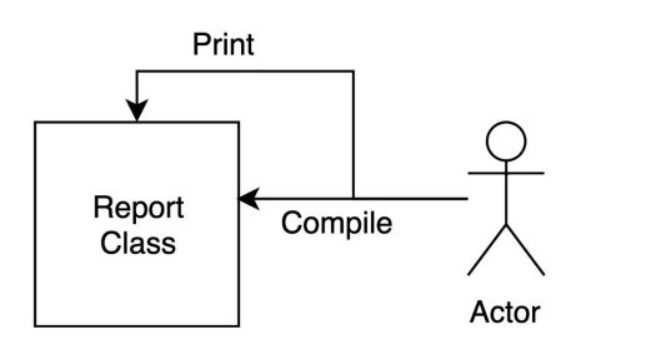 Print
Report
Class
Compile
Actor